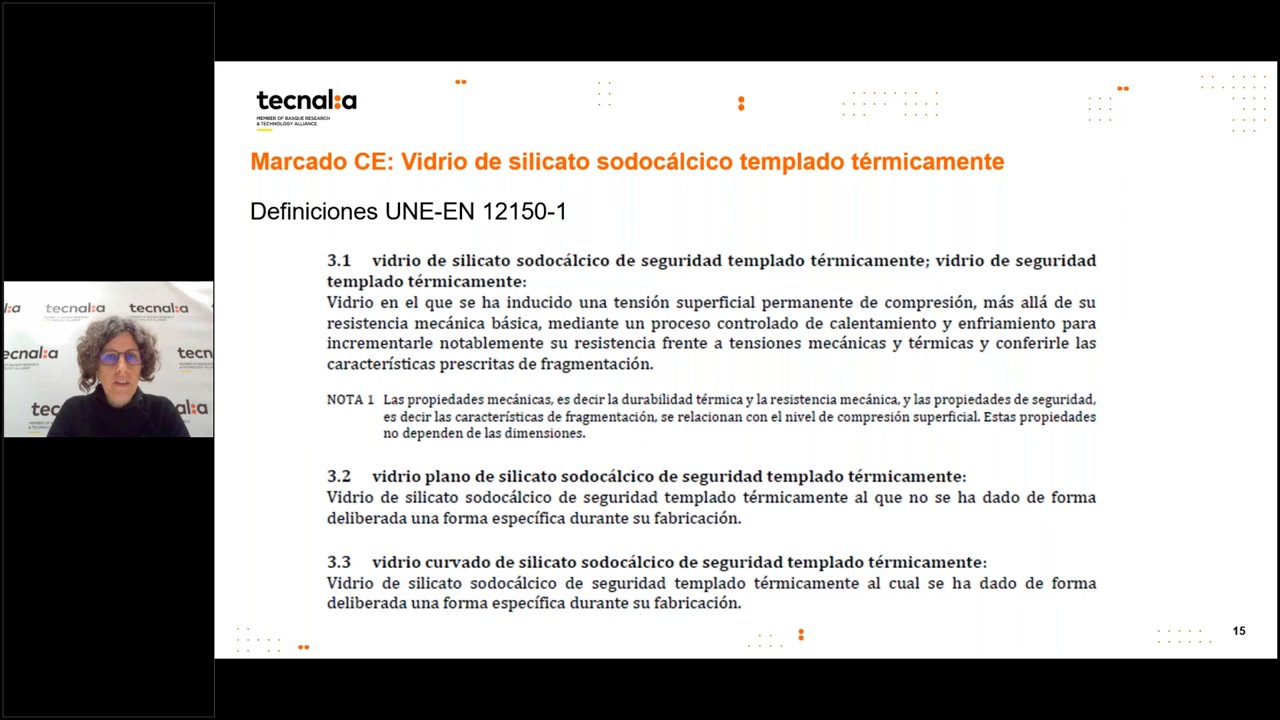 tecnal:a
MEMBER OF BASQUE RESEARCH
& TECHNOLOGY ALLIANCE
Marcado CE: Vidrio de silicato sodocálcico templado térmicamente
Definiciones UNE-EN 12150-1
3.1 vidrio de silicato sodocálcico de seguridad templado térmicamente; vidrio de seguridad
templado térmicamente:
Vidrio en el que se ha inducido una tensión superficial permanente de compresión, más allá de su
resistencia mecánica básica, mediante un proceso controlado de calentamiento y enfriamiento para
incrementarle notablemente su resistencia frente a tensiones mecánicas y térmicas y conferirle las
características prescritas de fragmentación.
NOTA 1 Las propiedades mecánicas, es decir la durabilidad térmica y la resistencia mecánica, y las propiedades de seguridad,
es decir las características de fragmentación, se relacionan con el nivel de compresión superficial. Estas propiedades
no dependen de las dimensiones.
3.2 vidrio plano de silicato sodocálcico de seguridad templado térmicamente:
Vidrio de silicato sodocálcico de seguridad templado térmicamente al que no se ha dado de forma
deliberada una forma específica durante su fabricación.
3.3 vidrio curvado de silicato sodocálcico de seguridad templado térmicamente:
Vidrio de silicato sodocálcico de seguridad templado térmicamente al cual se ha dado de forma
deliberada una forma específica durante su fabricación.
15
tecnal:a
tecnal:a